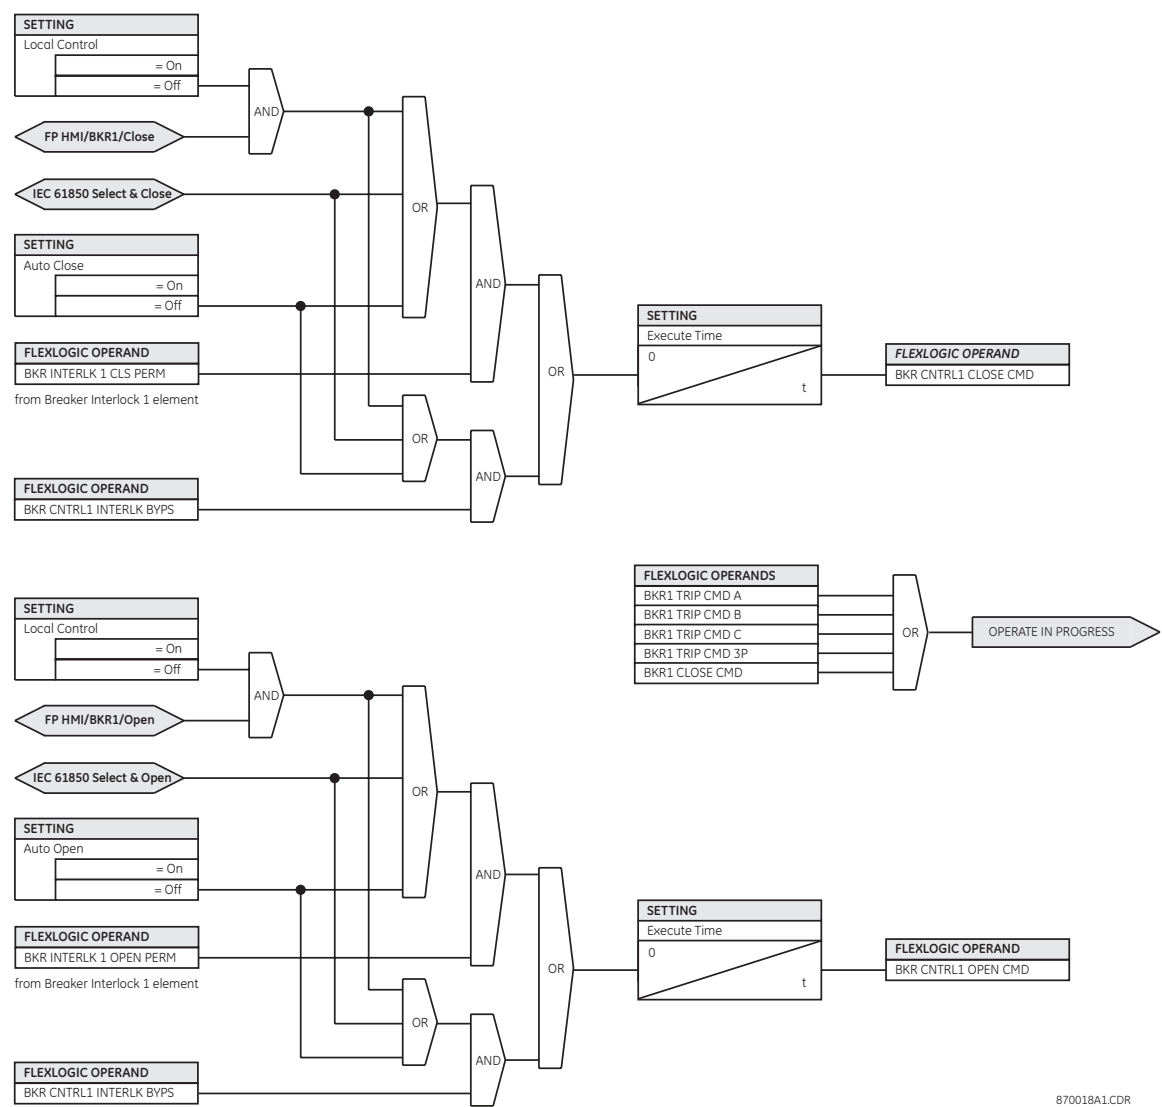 SETTING
Local Control
= On
= Off
AND
FP HMI/BKR1/Close
IEC 61850 Select & Close
OR
SETTING
Auto Close
= On
= Off
AND
OR
SETTING
Execute Time
0
t
FLEXLOGIC OPERAND
BKR CNTRL1 CLOSE CMD
FLEXLOGIC OPERAND
BKR INTERLK 1 CLS PERM
from Breaker Interlock 1 element
OR
AND
FLEXLOGIC OPERAND
BKR CNTRL1 INTERLK BYPS
FLEXLOGIC OPERANDS
BKR1 TRIP CMD A
BKR1 TRIP CMD B
BKR1 TRIP CMD C
BKR1 TRIP CMD 3P
BKR1 CLOSE CMD
OR
OPERATE IN PROGRESS
SETTING
Local Control
= On
= Off
AND
FP HMI/BKR1/Open
IEC 61850 Select & Open
OR
SETTING
Auto Open
= On
= Off
AND
OR
SETTING
Execute Time
0
t
FLEXLOGIC OPERAND
BKR CNTRL1 OPEN CMD
FLEXLOGIC OPERAND
BKR INTERLK 1 OPEN PERM
from Breaker Interlock 1 element
OR
AND
FLEXLOGIC OPERAND
BKR CNTRL1 INTERLK BYPS
870018A1.CDR